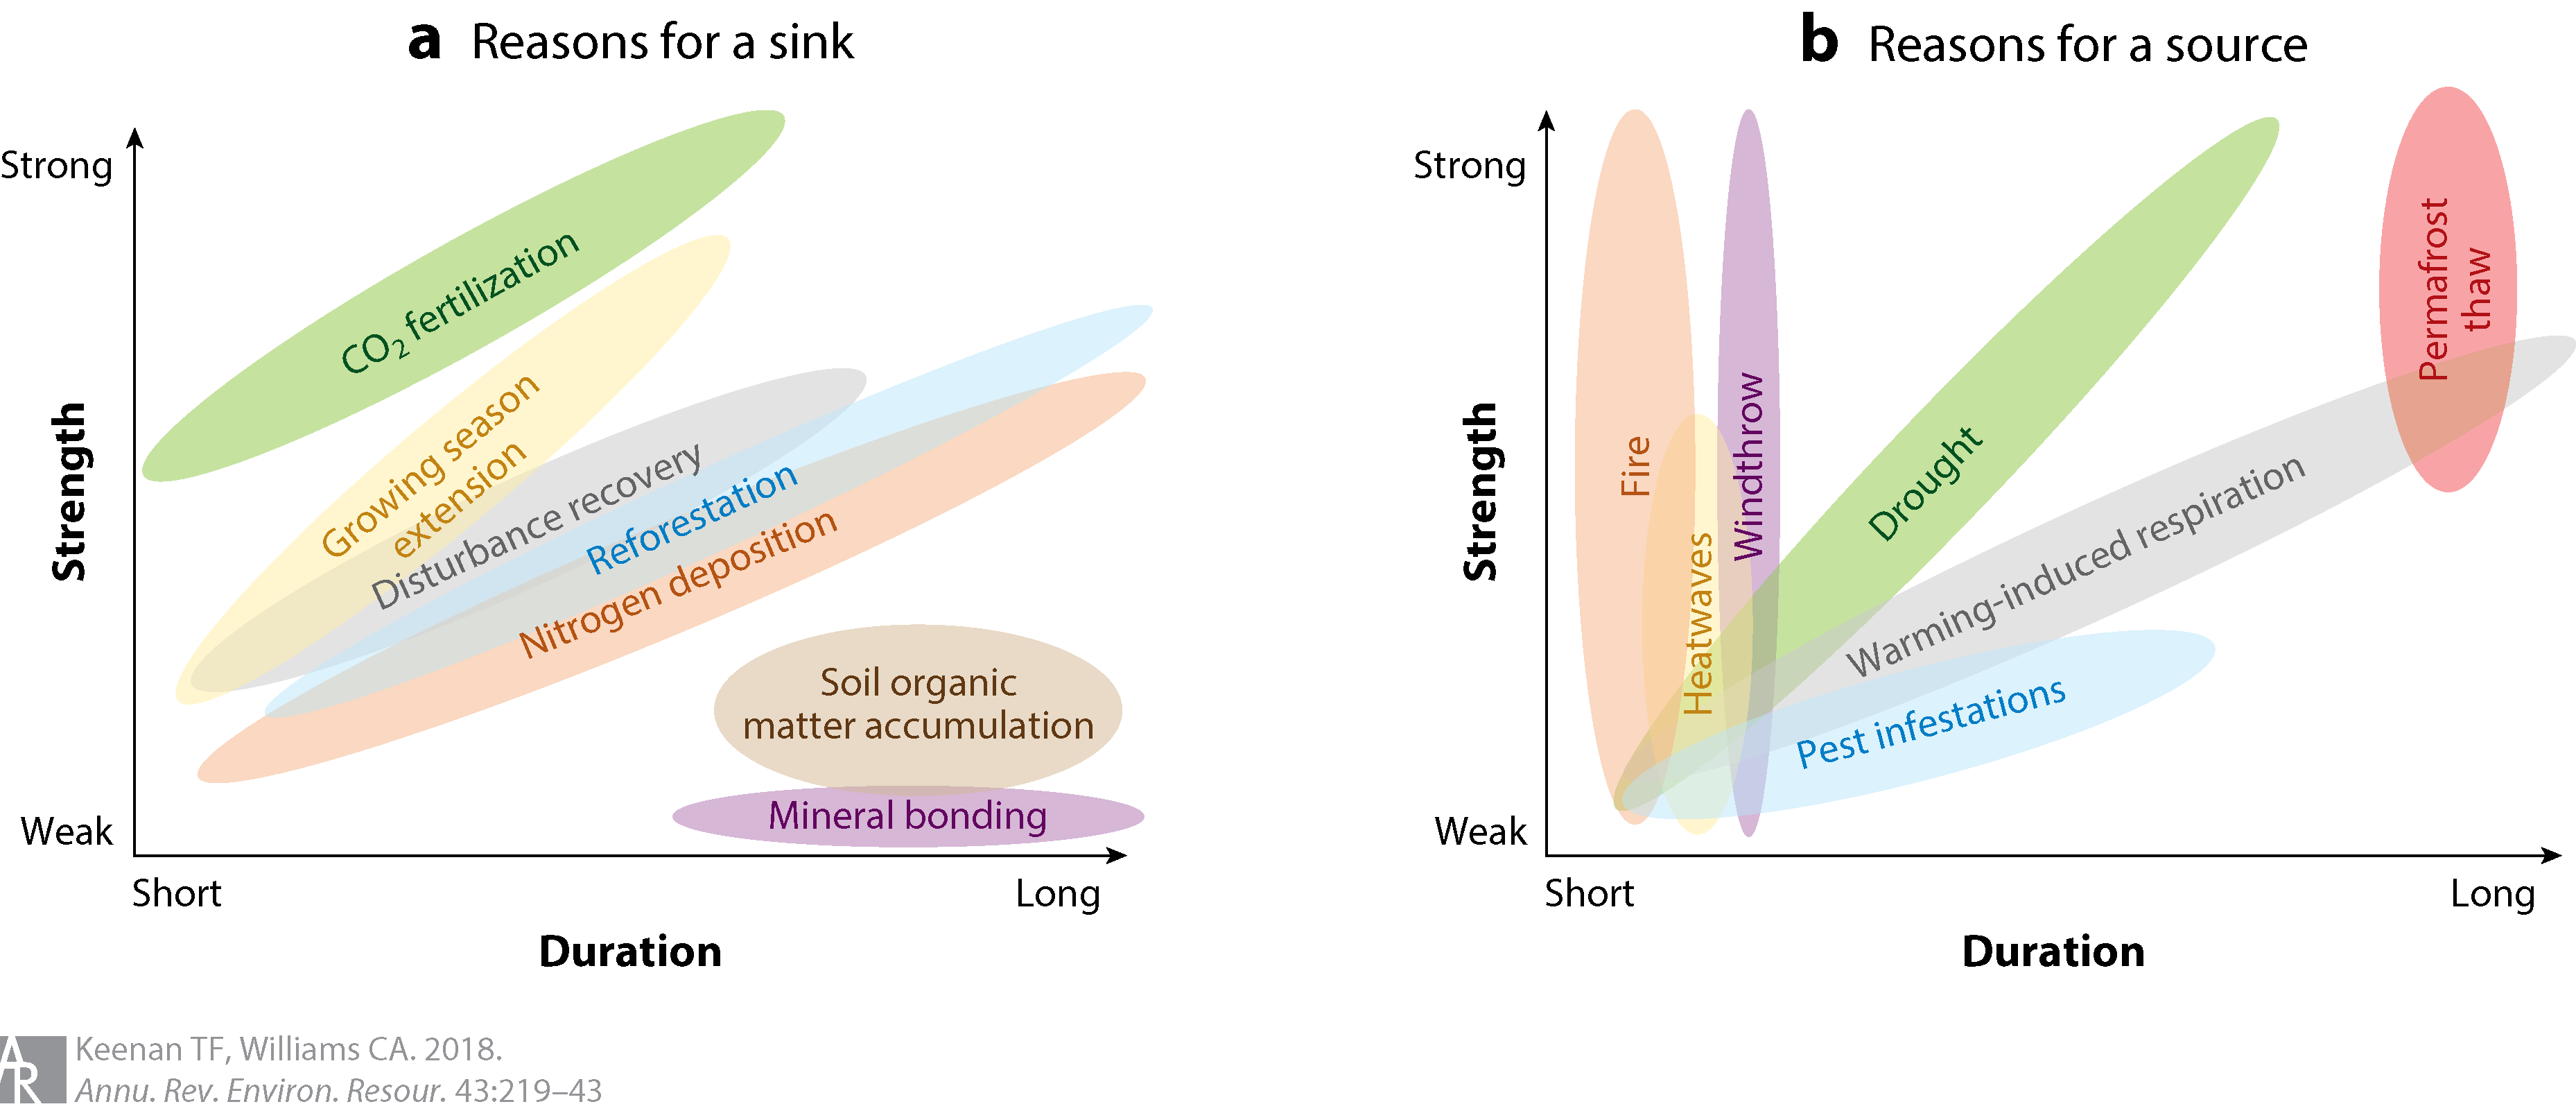 a Reasons for a sink
Strong
Strength
Weak
Short
Long
Duration
CO₂ fertilization
Growing season
extension
Disturbance recovery
Reforestation
Nitrogen deposition
Soil organic
matter accumulation
Mineral bonding
b Reasons for a source
Strong
Strength
Weak
Short
Long
Duration
Fire
Heatwaves
Windthrow
Drought
Warming-induced respiration
Pest infestations
Permafrost
thaw
AR
Keenan TF, Williams CA. 2018.
Annu. Rev. Environ. Resour. 43:219–43